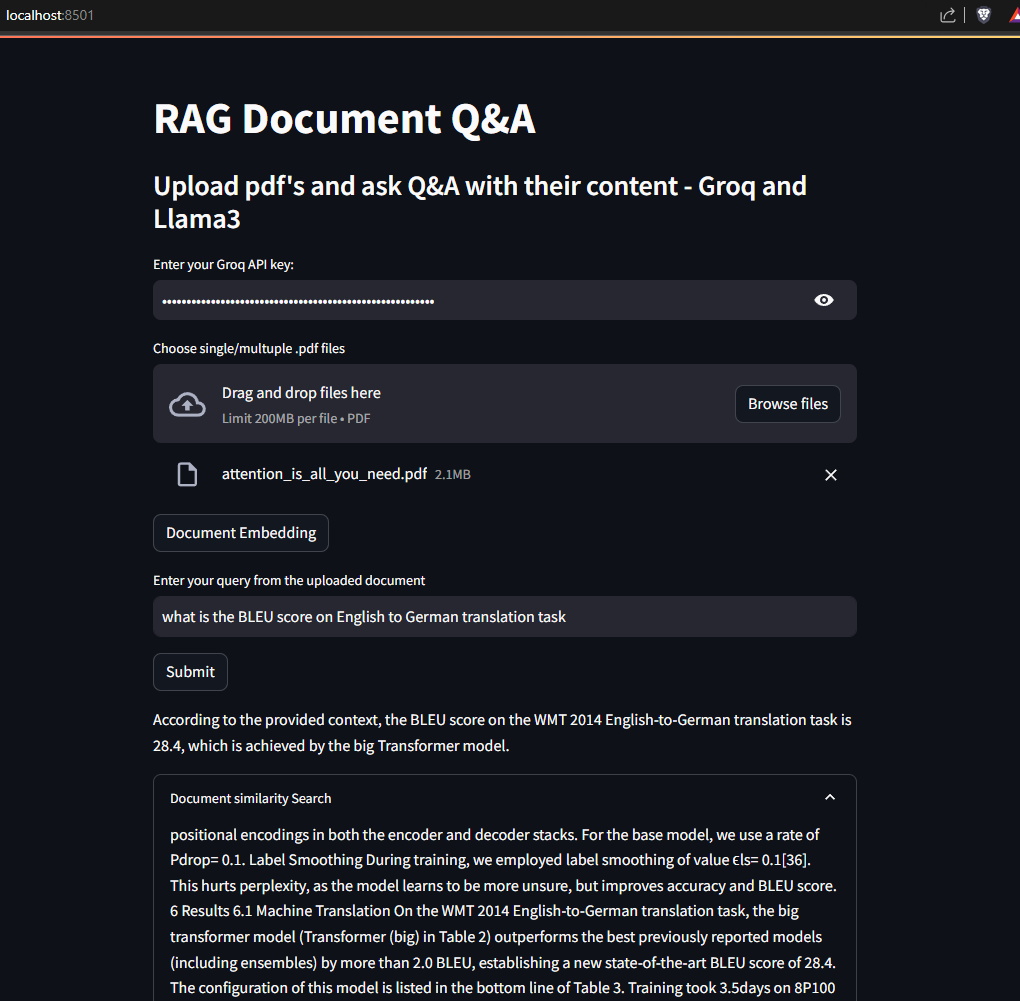 localhost:8501
RAG Document Q&A
Upload pdf's and ask Q&A with their content - Groq and
Llama3
Enter your Groq API key:
••••••••••••••••••••••••••••••••••••••••••••••••••••••••
Choose single/multuple .pdf files
Drag and drop files here
Limit 200MB per file • PDF
Browse files
attention_is_all_you_need.pdf 2.1MB
Document Embedding
Enter your query from the uploaded document
what is the BLEU score on English to German translation task
Submit
According to the provided context, the BLEU score on the WMT 2014 English-to-German translation task is
28.4, which is achieved by the big Transformer model.
Document similarity Search
positional encodings in both the encoder and decoder stacks. For the base model, we use a rate of
Pdrop= 0.1. Label Smoothing During training, we employed label smoothing of value ϵls= 0.1[36].
This hurts perplexity, as the model learns to be more unsure, but improves accuracy and BLEU score.
6 Results 6.1 Machine Translation On the WMT 2014 English-to-German translation task, the big
transformer model (Transformer (big) in Table 2) outperforms the best previously reported models
(including ensembles) by more than 2.0 BLEU, establishing a new state-of-the-art BLEU score of 28.4.
The configuration of this model is listed in the bottom line of Table 3. Training took 3.5days on 8P100